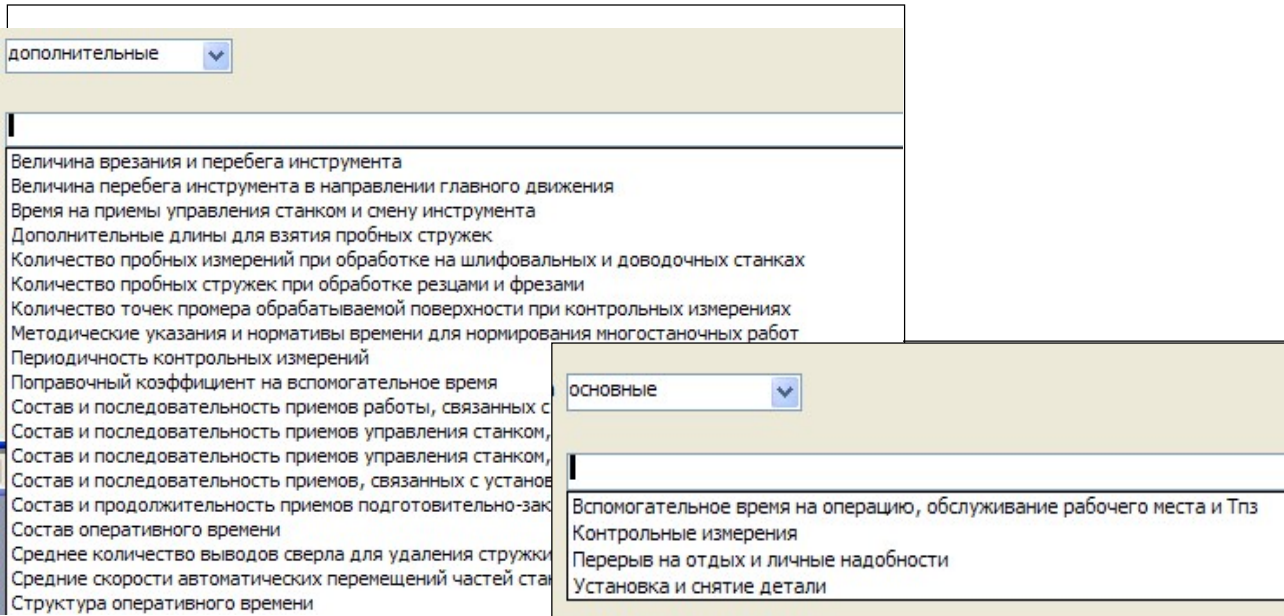 дополнительные
Величина врезания и перебега инструмента
Величина перебега инструмента в направлении главного движения
Время на приемы управления станком и смену инструмента
Дополнительные длины для взятия пробных стружек
Количество пробных измерений при обработке на шлифовальных и доводочных станках
Количество пробных стружек при обработке резцами и фрезами
Количество точек промера обрабатываемой поверхности при контрольных измерениях
Методические указания и нормативы времени для нормирования многостаночных работ
Периодичность контрольных измерений
Поправочный коэффициент на вспомогательное время
Состав и последовательность приемов работы, связанных с
Состав и последовательность приемов управления станком,
Состав и последовательность приемов управления станком,
Состав и последовательность приемов, связанных с
Состав и продолжительность приемов
Состав оперативного времени
Среднее количество выводов сверла для удаления стружки
Средние скорости автоматических перемещений частей
Структура оперативного времени
основные
Вспомогательное время на операцию, обслуживание рабочего места и Тпз
Контрольные измерения
Перерыв на отдых и личные надобности
Установка и снятие детали